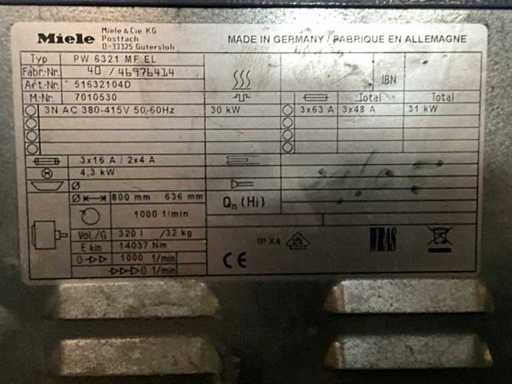 Miele
Miele & Cie. KG
Postfach
D-33325 Gütersloh
MADE IN GERMANY / FABRIQUE EN ALLEMAGNE
Typ PW 6321 MF EL
Fabr-Nr. 40 / 46976414
Art-Nr. 51632104D
M.-Nr. 7010530
IBN
Total Total
3N AC 380-415V 50-60Hz 30 kW 3x63 A 3x48 A 31 kW
3x16 A / 2x4 A
4,3 kW
Ø
Ø 800 mm 636 mm
Qn (Hi)
1000 1/min
Vol./G 320 l /32 kg
E kin 14037 Nm
0 1000 1/min
0 1/min
CE
IP X4
WRAS